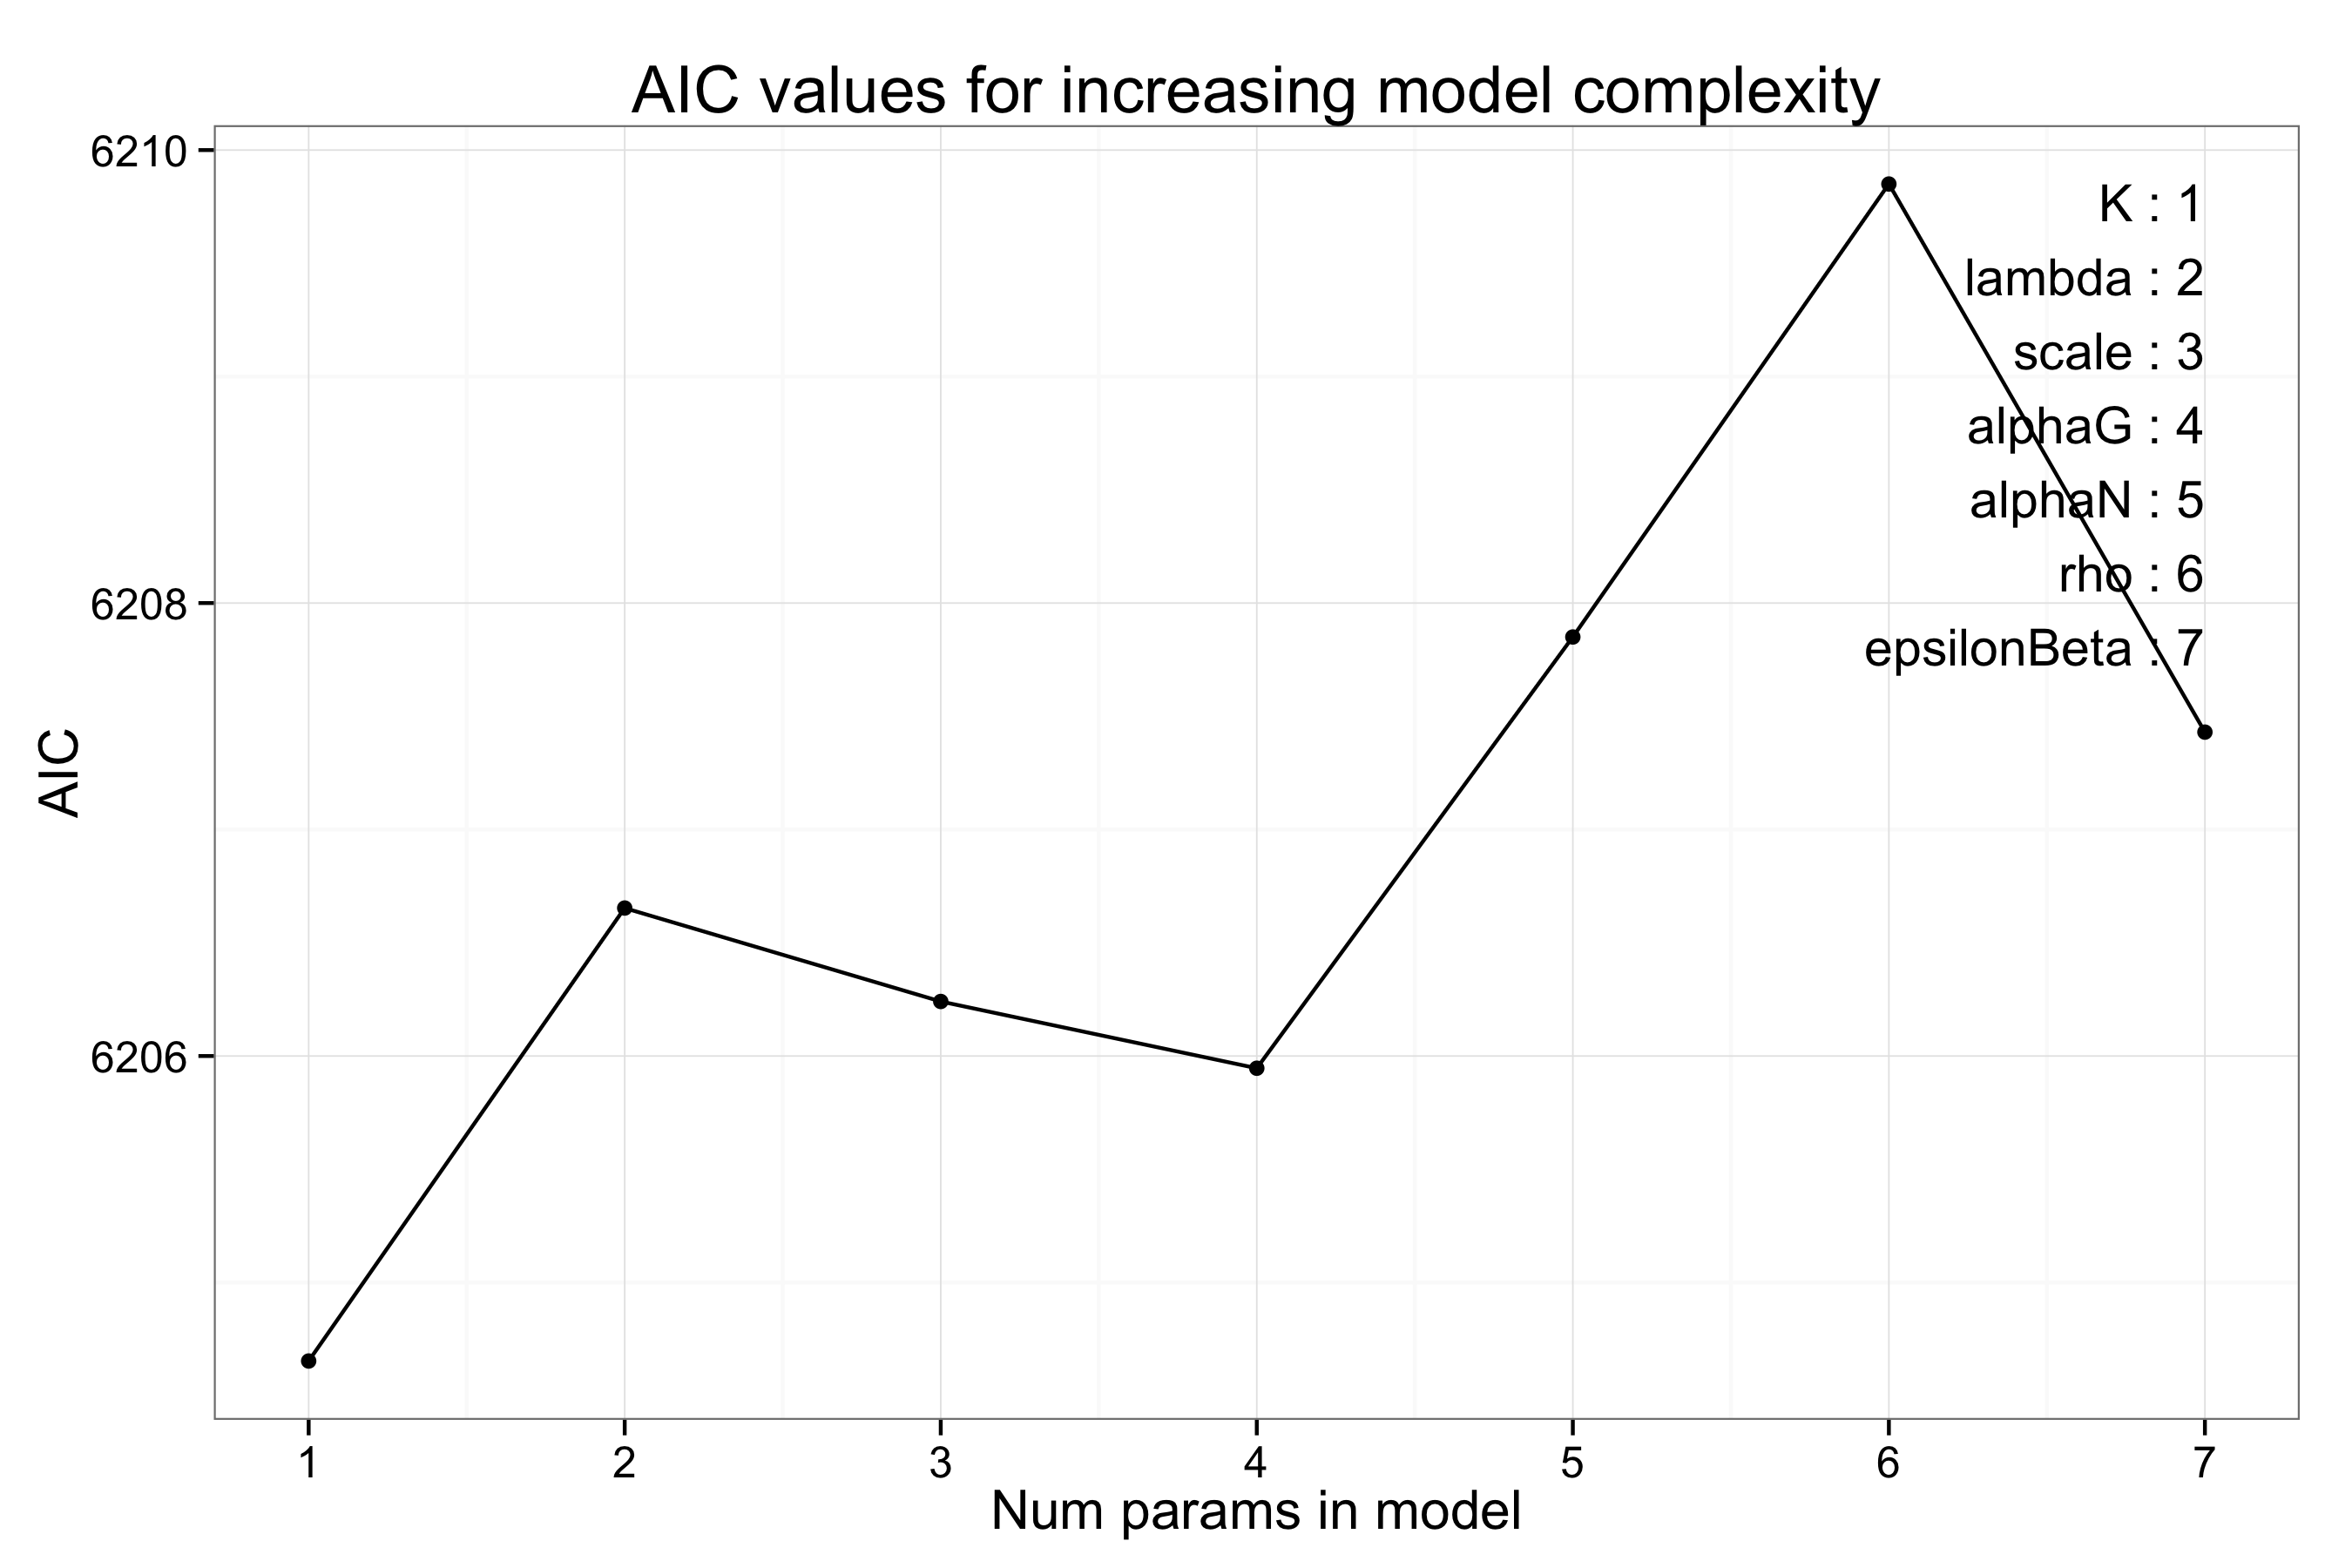 AIC values for increasing model complexity
6210
6208
6206
AIC
K : 1
lambda : 2
scale : 3
alphaG : 4
alphaN : 5
rho : 6
epsilonBeta : 7
1 2 3 4 5 6 7
Num params in model